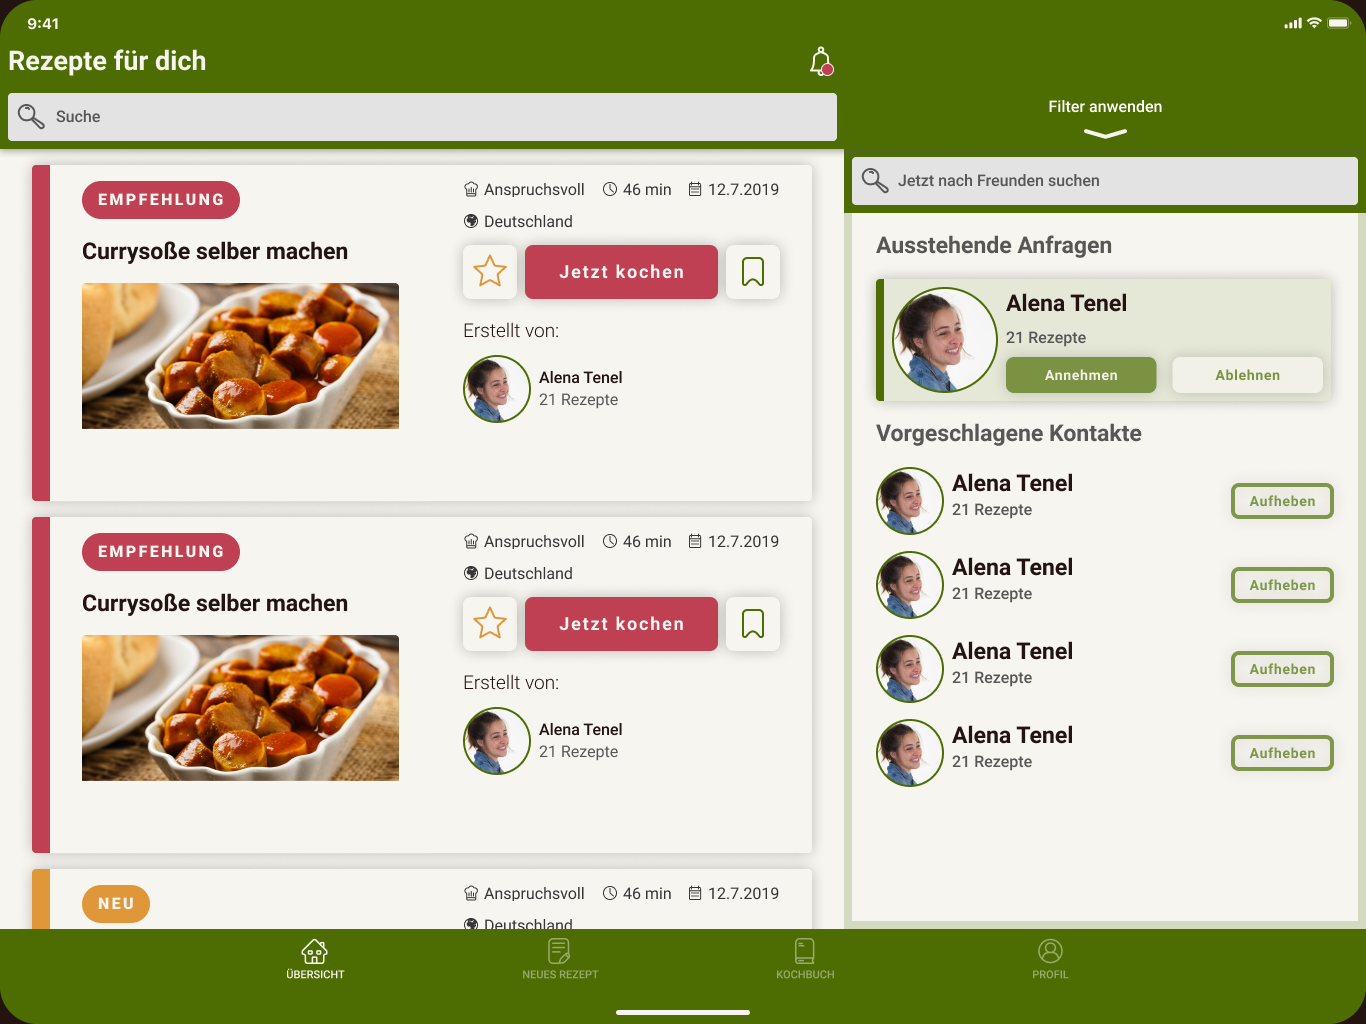 9:41
Rezepte für dich
Suche
EMPFEHLUNG
Currysoße selber machen
Anspruchsvoll 46 min 12.7.2019
Deutschland
Jetzt kochen
Erstellt von:
Alena Tenel
21 Rezepte
EMPFEHLUNG
Currysoße selber machen
Anspruchsvoll 46 min 12.7.2019
Deutschland
Jetzt kochen
Erstellt von:
Alena Tenel
21 Rezepte
NEU
Anspruchsvoll 46 min 12.7.2019
Deutschland
Filter anwenden
Jetzt nach Freunden suchen
Ausstehende Anfragen
Alena Tenel
21 Rezepte
Annehmen Ablehnen
Vorgeschlagene Kontakte
Alena Tenel
21 Rezepte
Aufheben
Alena Tenel
21 Rezepte
Aufheben
Alena Tenel
21 Rezepte
Aufheben
Alena Tenel
21 Rezepte
Aufheben
ÜBERSICHT NEUES REZEPT KOCHBUCH PROFIL